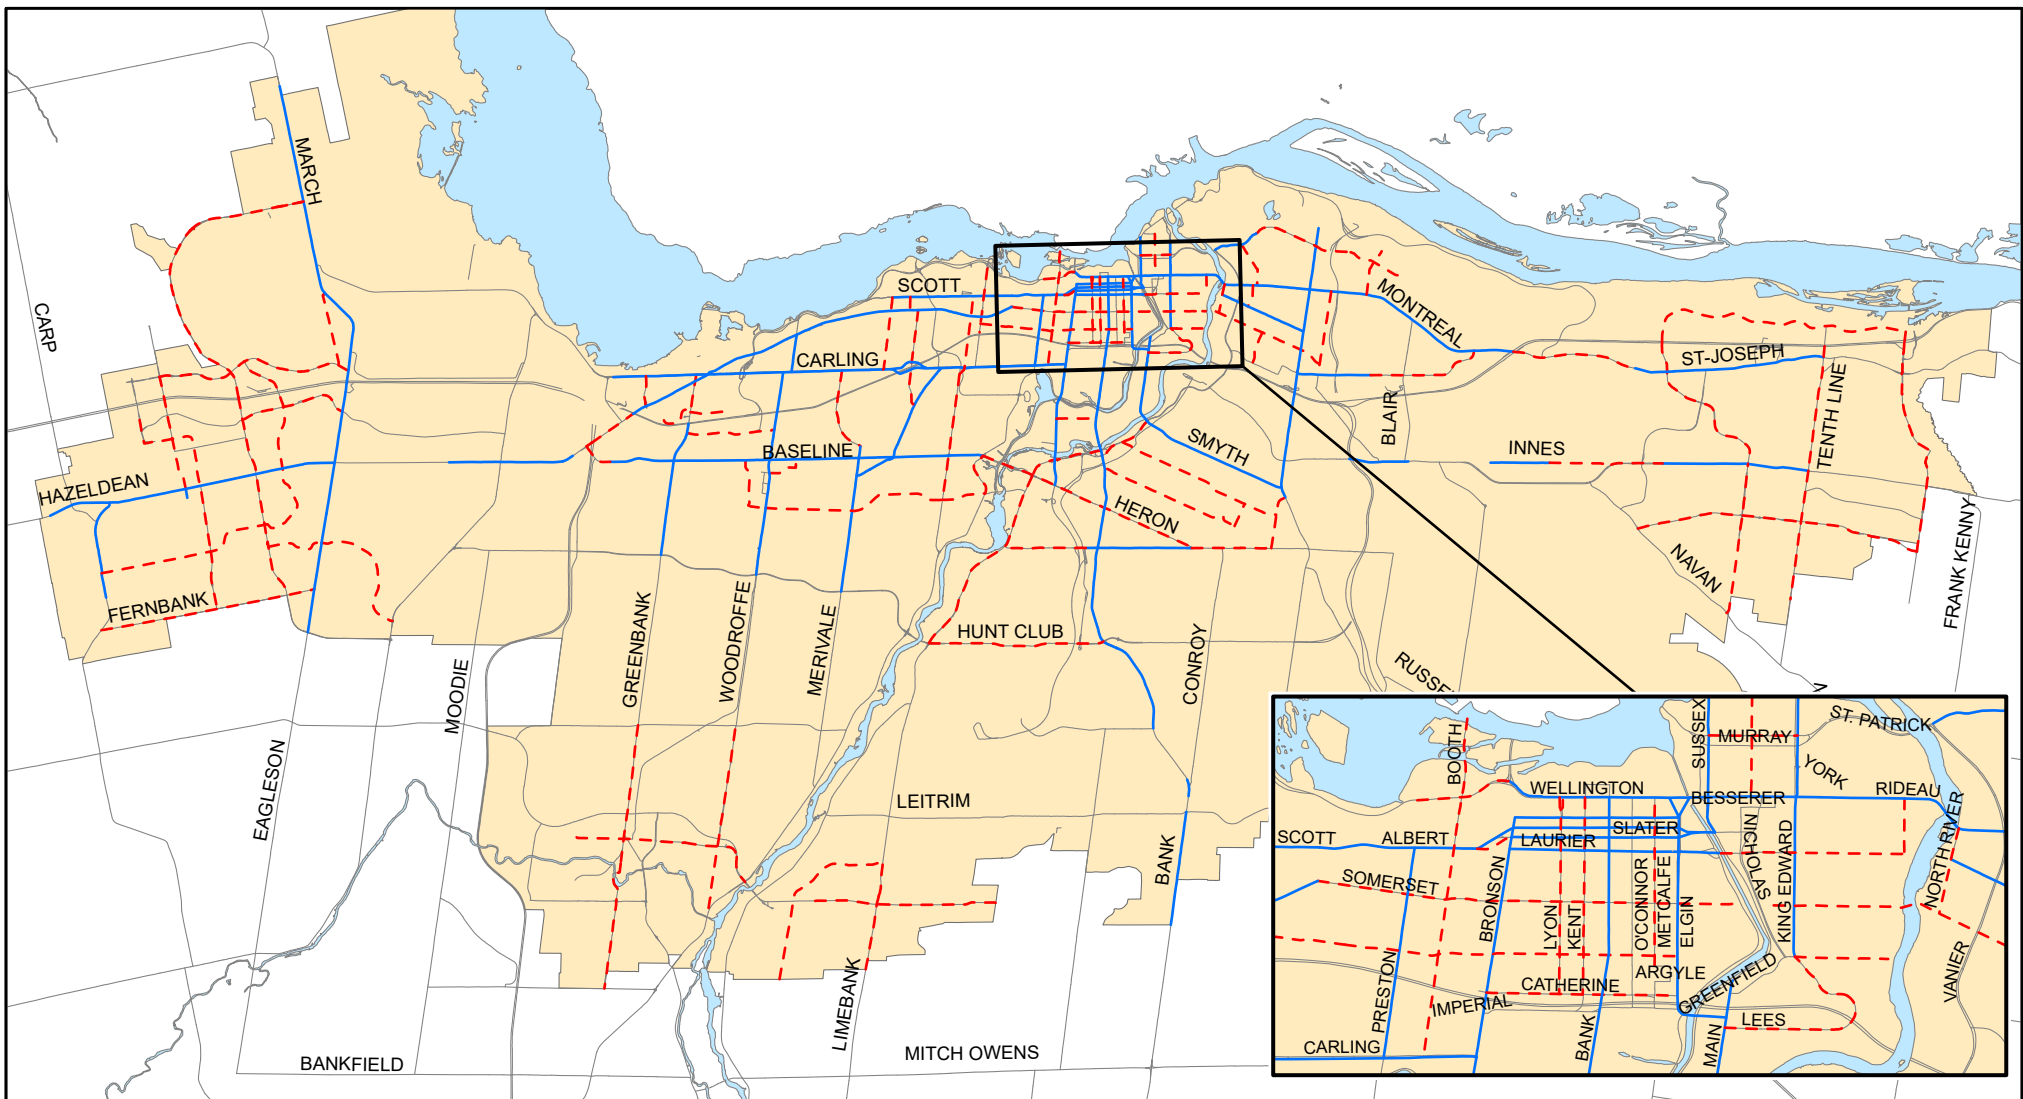 MARCH
CARP
SCOTT
CARLING
MONTREAL
ST-JOSEPH
TENTH LINE
BLAIR
INNES
SMYTH
BASELINE
HAZELDEAN
HERON
NAVAN
FRANK KENNY
FERNBANK
GREENBANK
WOODROFFE
MERIVALE
HUNT CLUB
CONROY
MOODIE
EAGLESON
LEITRIM
BANK
LIMEBANK
BANKFIELD
MITCH OWENS
BOOTH
SUSSEX
MURRAY
ST. PATRICK
YORK
WELLINGTON
BESSERER
RIDEAU
SCOTT
ALBERT
SLATER
LAURIER
NICHOLAS
KING EDWARD
NORTH RIVER
SOMERSET
BRONSON
LYON
KENT
O'CONNOR
METCALFE
ELGIN
PRESTON
IMPERIAL
CATHERINE
ARGYLE
GREENFIELD
VANIER
CARLING
BANK
MAIN
LEES